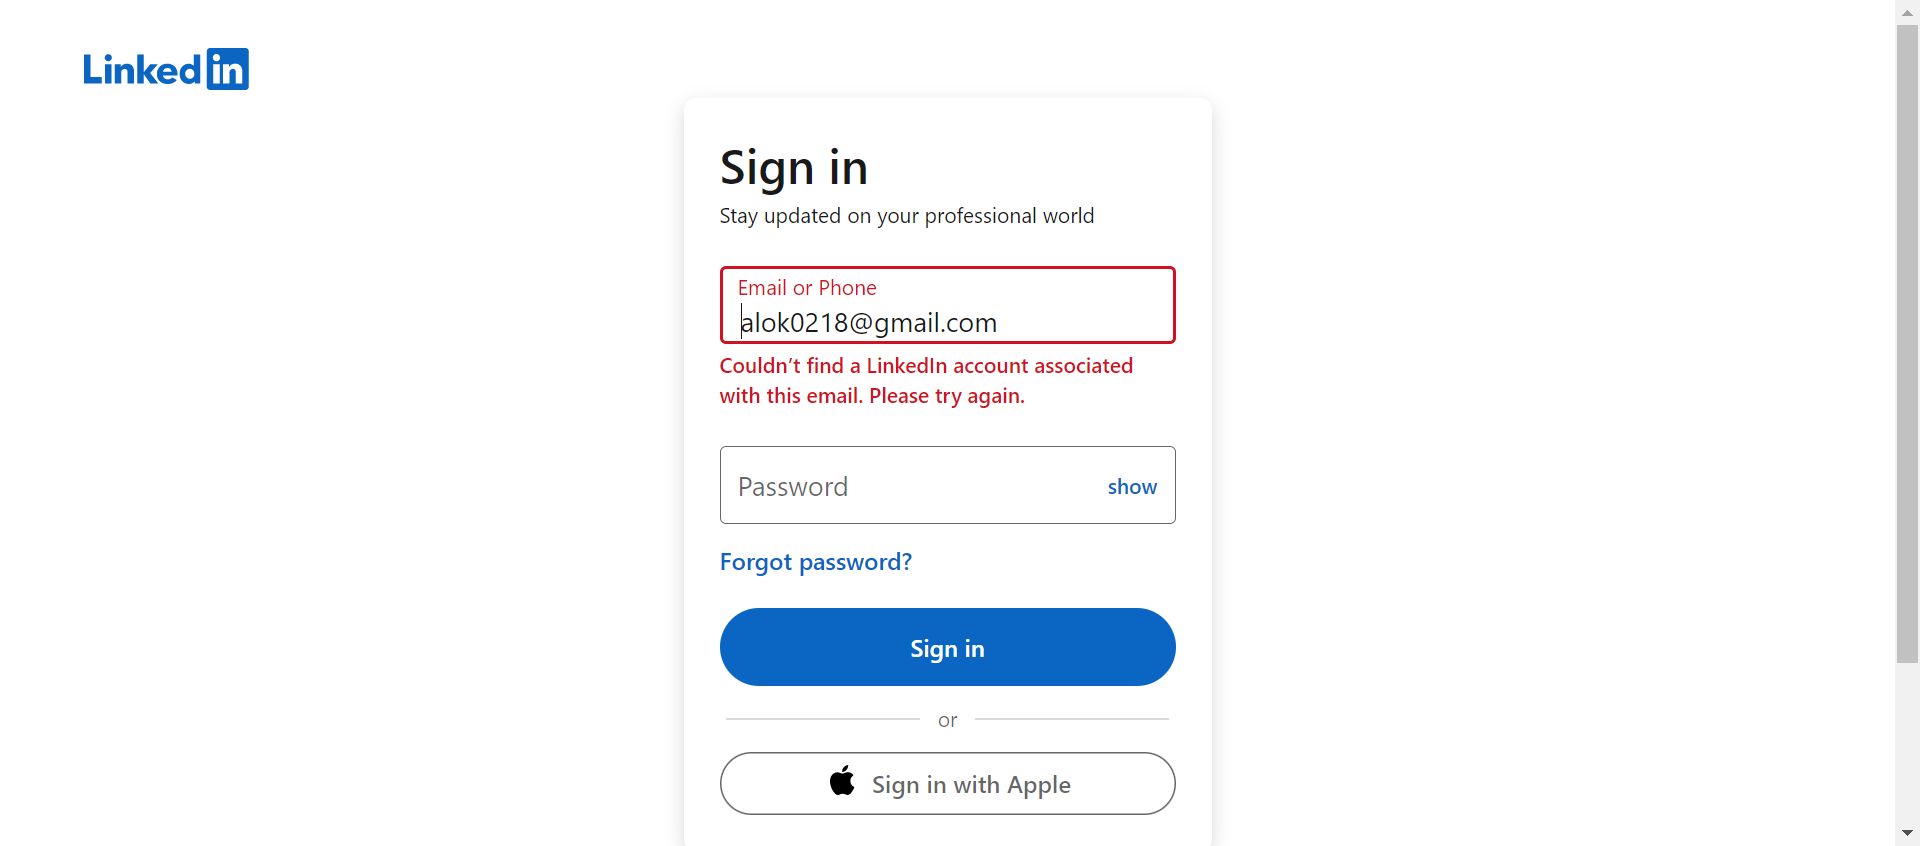 Linked in
Sign in
Stay updated on your professional world
Email or Phone
alok0218@gmail.com
Couldn’t find a LinkedIn account associated
with this email. Please try again.
Password show
Forgot password?
Sign in
or
Sign in with Apple